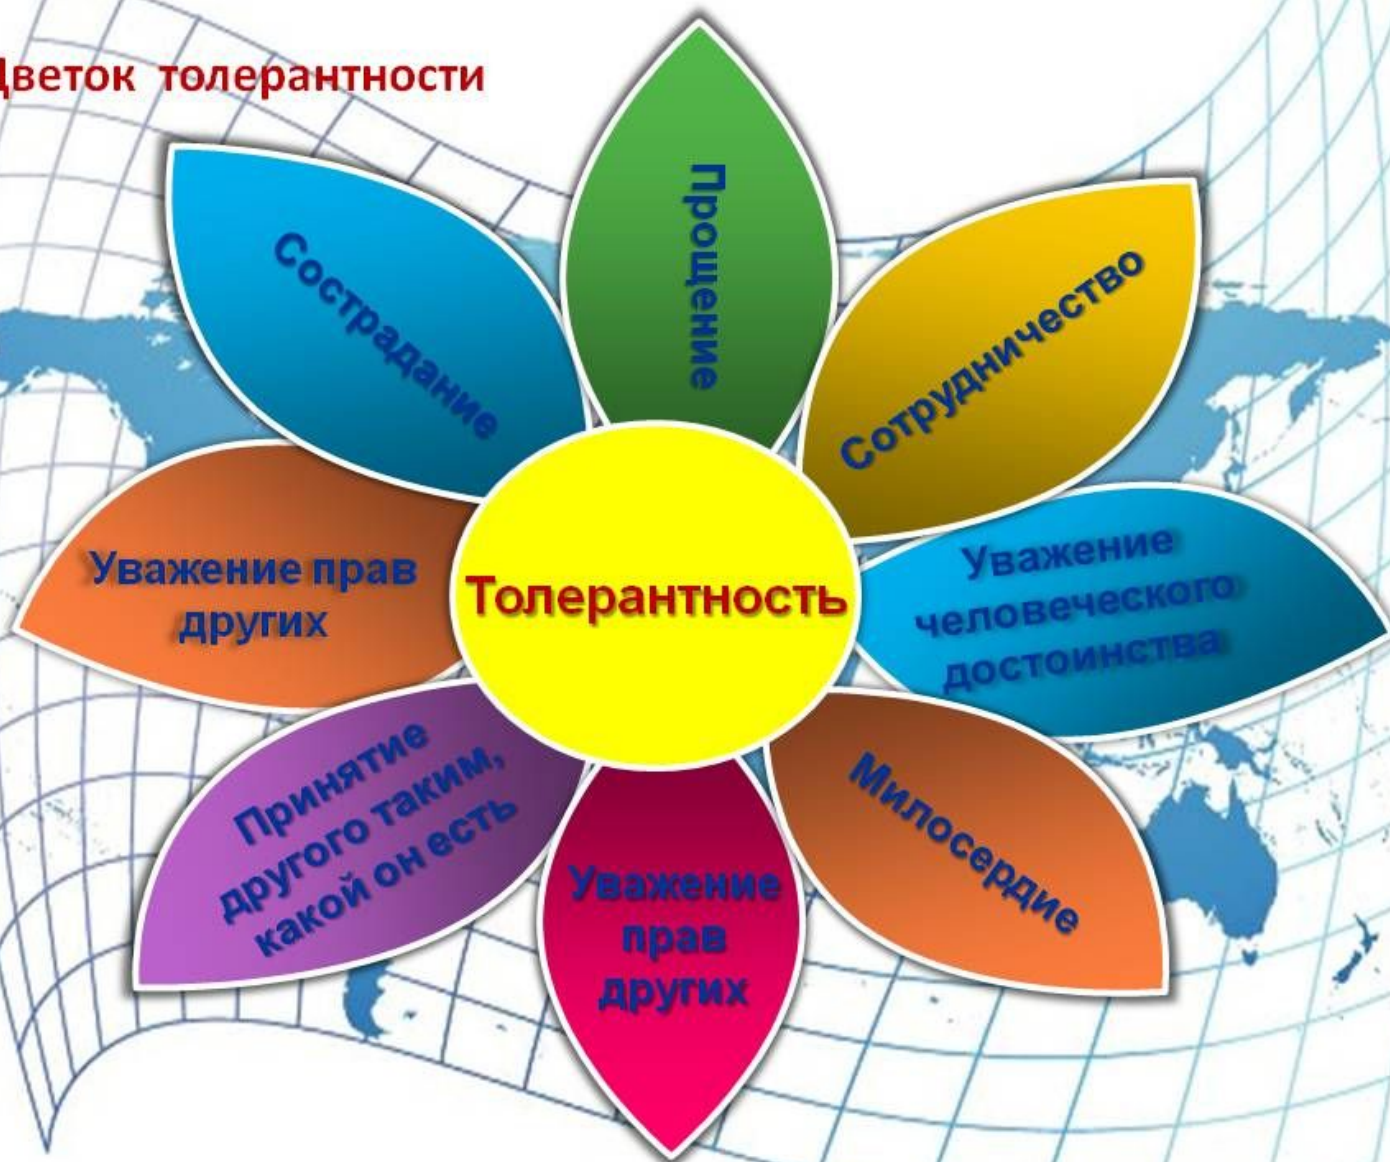 Цветок толерантности
Прощение
Сострадание
Сотрудничество
Уважение прав
других
Толерантность
Уважение
человеческого
достоинства
Принятие
другого таким,
какой он есть
Уважение
прав
других
Милосердие